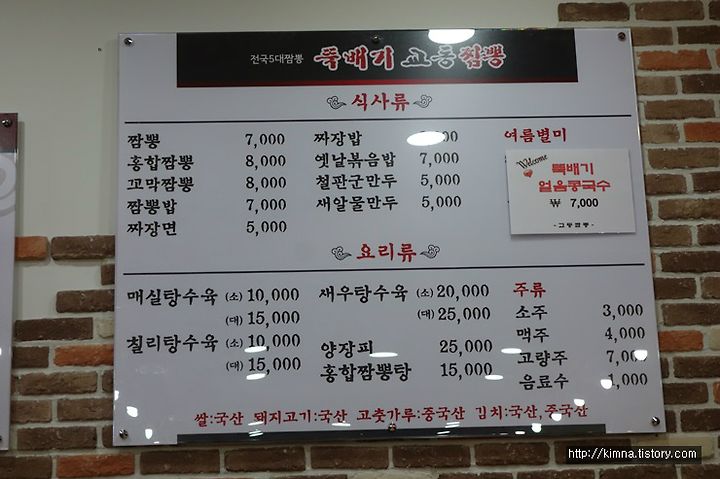 전국5대짬뽕 뚝배기 교동짬뽕
식사류
짬뽕 7,000
홍합짬뽕 8,000
꼬막짬뽕 8,000
짬뽕밥 7,000
짜장면 5,000
짜장밥
옛날볶음밥 7,000
철판군만두 5,000
새알물만두 5,000
여름별미
Welcome
뚝배기
얼음콩국수
₩ 7,000
-교동짬뽕-
요리류
매실탕수육 (소) 10,000
(대) 15,000
칠리탕수육 (소) 10,000
(대) 15,000
새우탕수육 (소) 20,000
(대) 25,000
양장피 25,000
홍합짬뽕탕 15,000
주류
소주 3,000
맥주 4,000
고량주 7,000
음료수 1,000
쌀:국산 돼지고기:국산 고춧가루:중국산 김치:국산,중국산
http://kimna.tistory.com